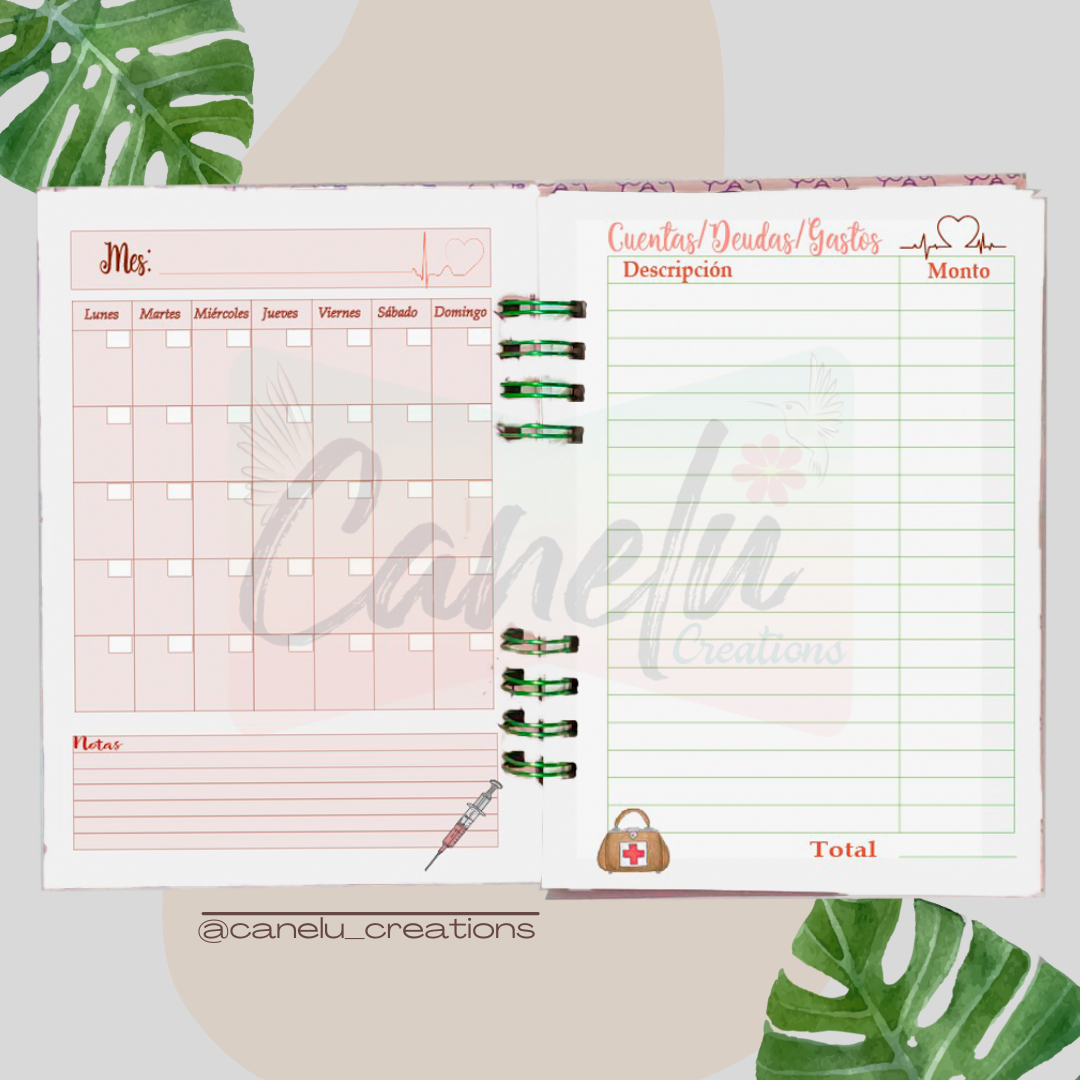 Mes:
Lunes Martes Miércoles Jueves Viernes Sábado Domingo
Notas
Cuentas/Deudas/Gastos
Descripción Monto
Total
Canelu
Creations
@canelu_creations